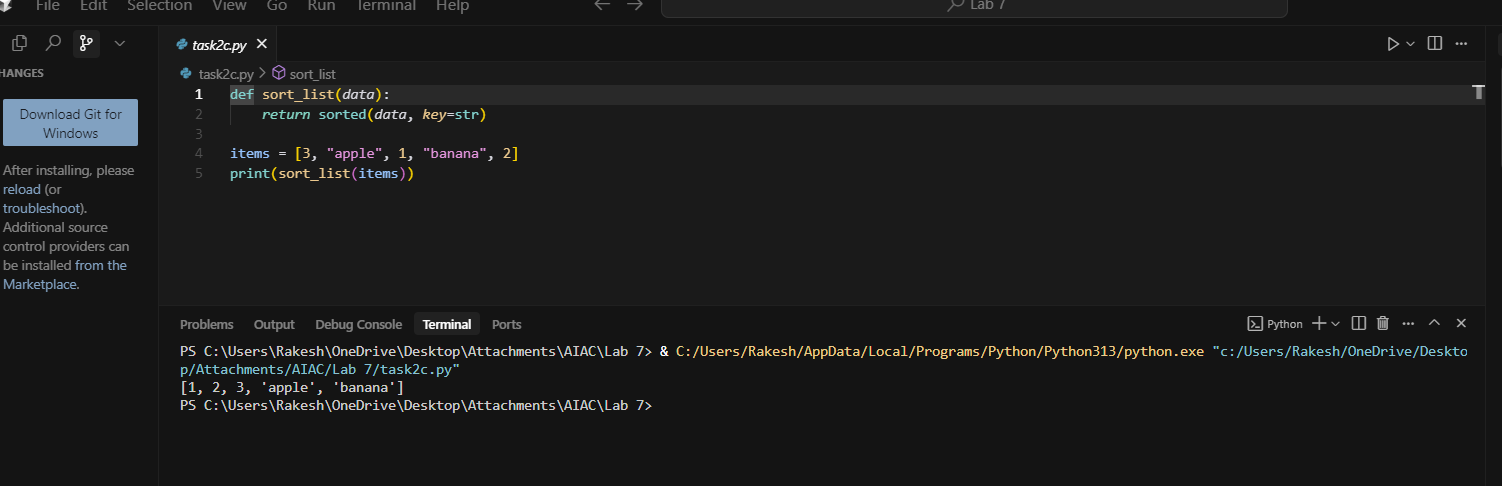 File Edit Selection View Go Run Terminal Help
Lab 7
task2c.py
HANGES
Download Git for
Windows
After installing, please
reload (or
troubleshoot).
Additional source
control providers can
be installed from the
Marketplace.
task2c.py > sort_list
1 def sort_list(data):
2     return sorted(data, key=str)
3
4 items = [3, "apple", 1, "banana", 2]
5 print(sort_list(items))
Problems Output Debug Console Terminal Ports
Python
PS C:\Users\Rakesh\OneDrive\Desktop\Attachments\AIAC\Lab 7> & C:/Users/Rakesh/AppData/Local/Programs/Python/Python313/python.exe "c:/Users/Rakesh/OneDrive/Deskto
p/Attachments/AIAC/Lab 7/task2c.py"
[1, 2, 3, 'apple', 'banana']
PS C:\Users\Rakesh\OneDrive\Desktop\Attachments\AIAC\Lab 7>